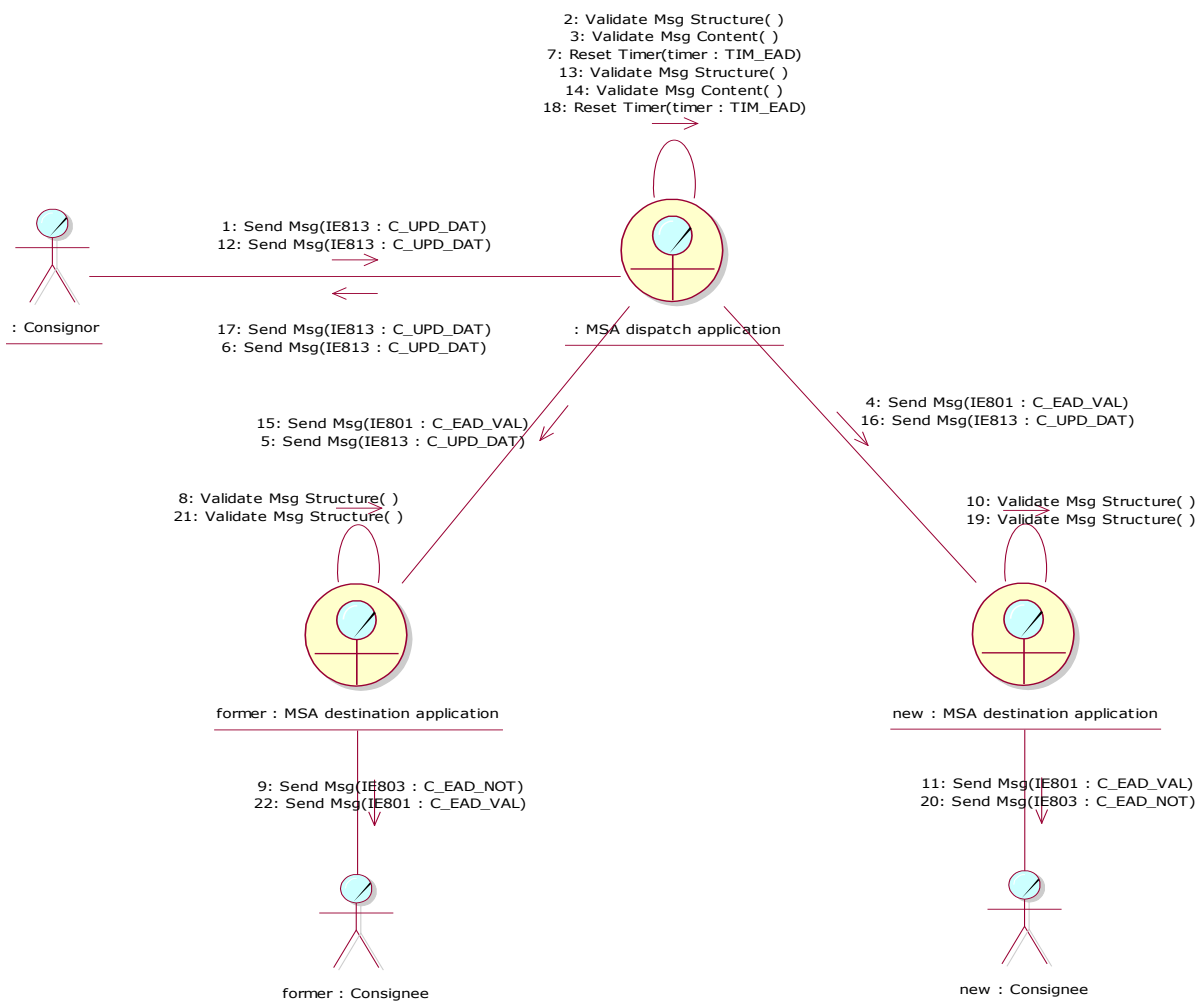 2: Validate Msg Structure( )
3: Validate Msg Content( )
7: Reset Timer(timer : TIM_EAD)
13: Validate Msg Structure( )
14: Validate Msg Content( )
18: Reset Timer(timer : TIM_EAD)
1: Send Msg(IE813 : C_UPD_DAT)
12: Send Msg(IE813 : C_UPD_DAT)
: Consignor
17: Send Msg(IE813 : C_UPD_DAT)
6: Send Msg(IE813 : C_UPD_DAT)
: MSA dispatch application
15: Send Msg(IE801 : C_EAD_VAL)
5: Send Msg(IE813 : C_UPD_DAT)
4: Send Msg(IE801 : C_EAD_VAL)
16: Send Msg(IE813 : C_UPD_DAT)
8: Validate Msg Structure( )
21: Validate Msg Structure( )
10: Validate Msg Structure( )
19: Validate Msg Structure( )
former : MSA destination application
new : MSA destination application
9: Send Msg(IE803 : C_EAD_NOT)
22: Send Msg(IE801 : C_EAD_VAL)
11: Send Msg(IE801 : C_EAD_VAL)
20: Send Msg(IE803 : C_EAD_NOT)
former : Consignee
new : Consignee